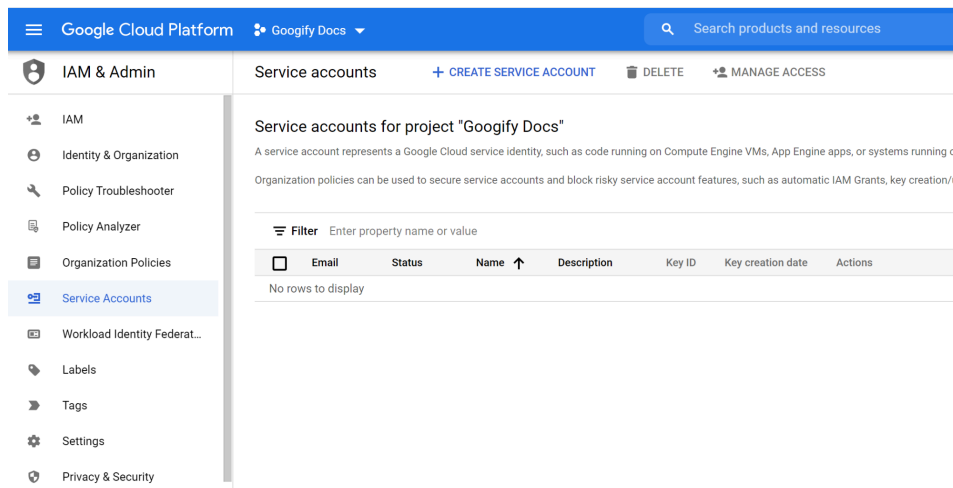 Google Cloud Platform Googify Docs Search products and resources
IAM & Admin
Service accounts + CREATE SERVICE ACCOUNT DELETE MANAGE ACCESS
IAM
Identity & Organization
Policy Troubleshooter
Policy Analyzer
Organization Policies
Service Accounts
Workload Identity Federat...
Labels
Tags
Settings
Privacy & Security
Service accounts for project "Googify Docs"
A service account represents a Google Cloud service identity, such as code running on Compute Engine VMs, App Engine apps, or systems running
Organization policies can be used to secure service accounts and block risky service account features, such as automatic IAM Grants, key creation/
Filter Enter property name or value
Email Status Name Description Key ID Key creation date Actions
No rows to display